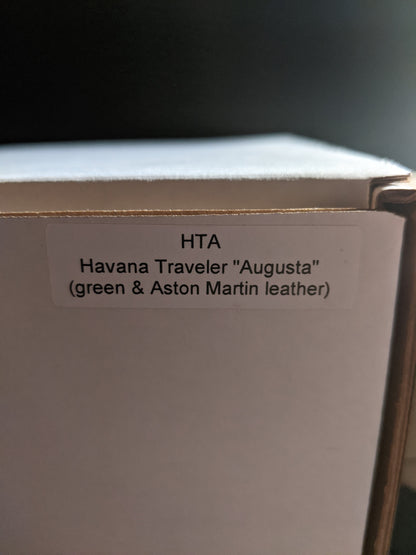 HTA
Havana Traveler "Augusta"
(green & Aston Martin leather)